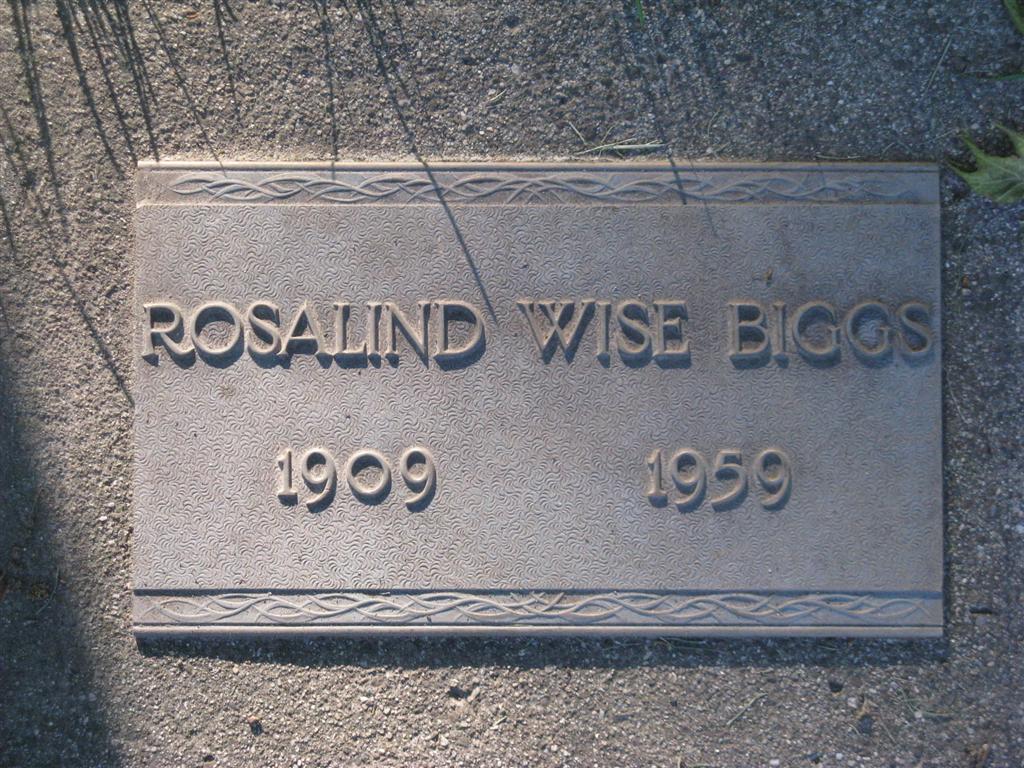 ROSALIND WISE BIGGS
1909 1959